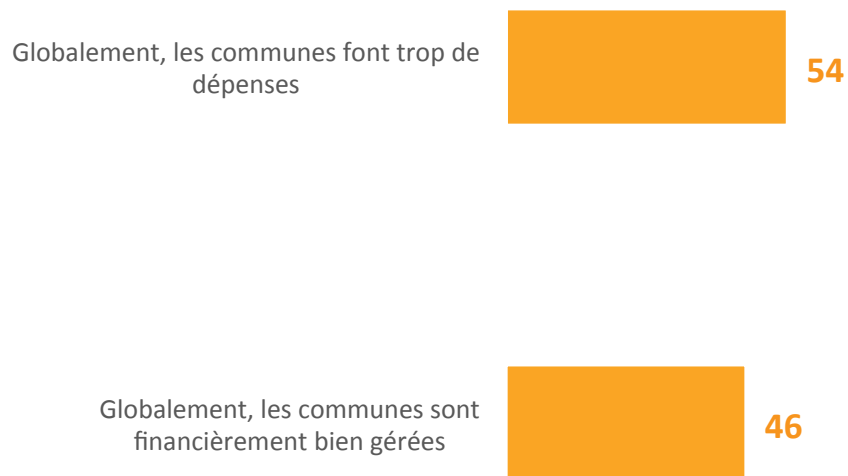 Globalement, les communes font trop de
dépenses
54
Globalement, les communes sont
financièrement bien gérées
46